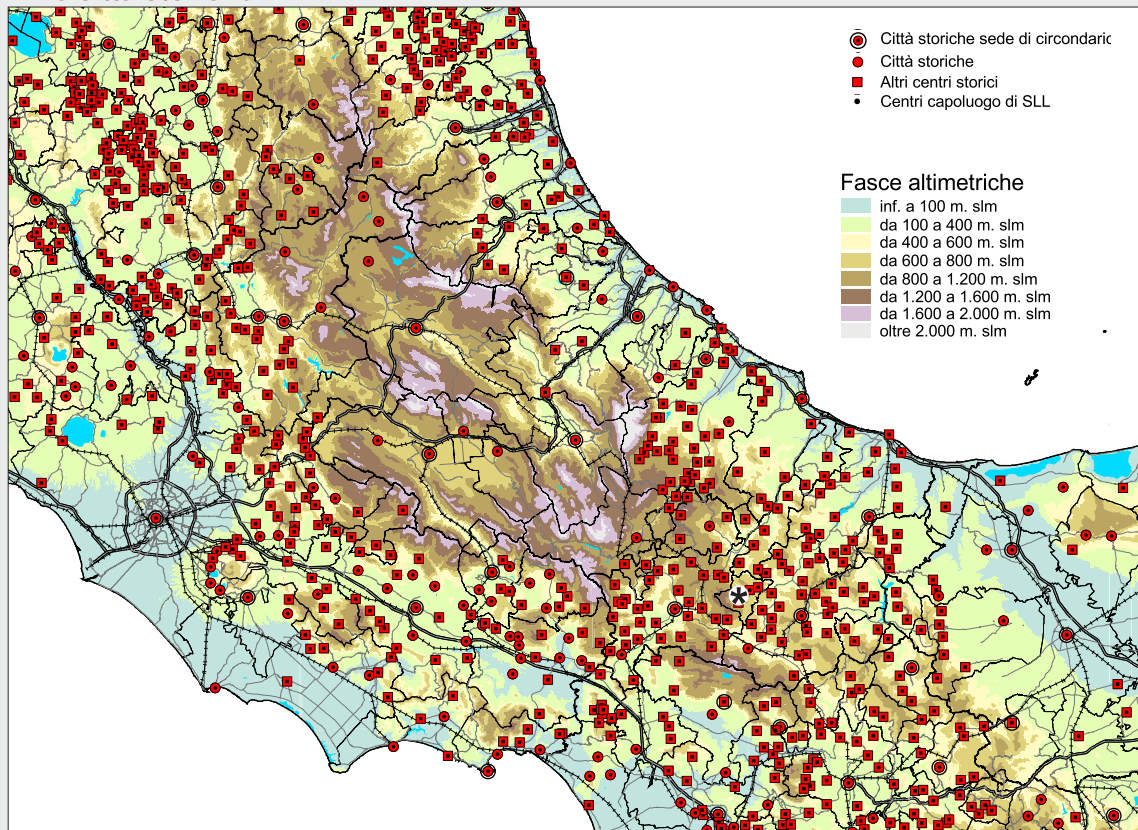 Città storiche sede di circondaric
Città storiche
Altri centri storici
Centri capoluogo di SLL
Fasce altimetriche
inf. a 100 m. slm
da 100 a 400 m. slm
da 400 a 600 m. slm
da 600 a 800 m. slm
da 800 a 1.200 m. slm
da 1.200 a 1.600 m. slm
da 1.600 a 2.000 m. slm
oltre 2.000 m. slm
*